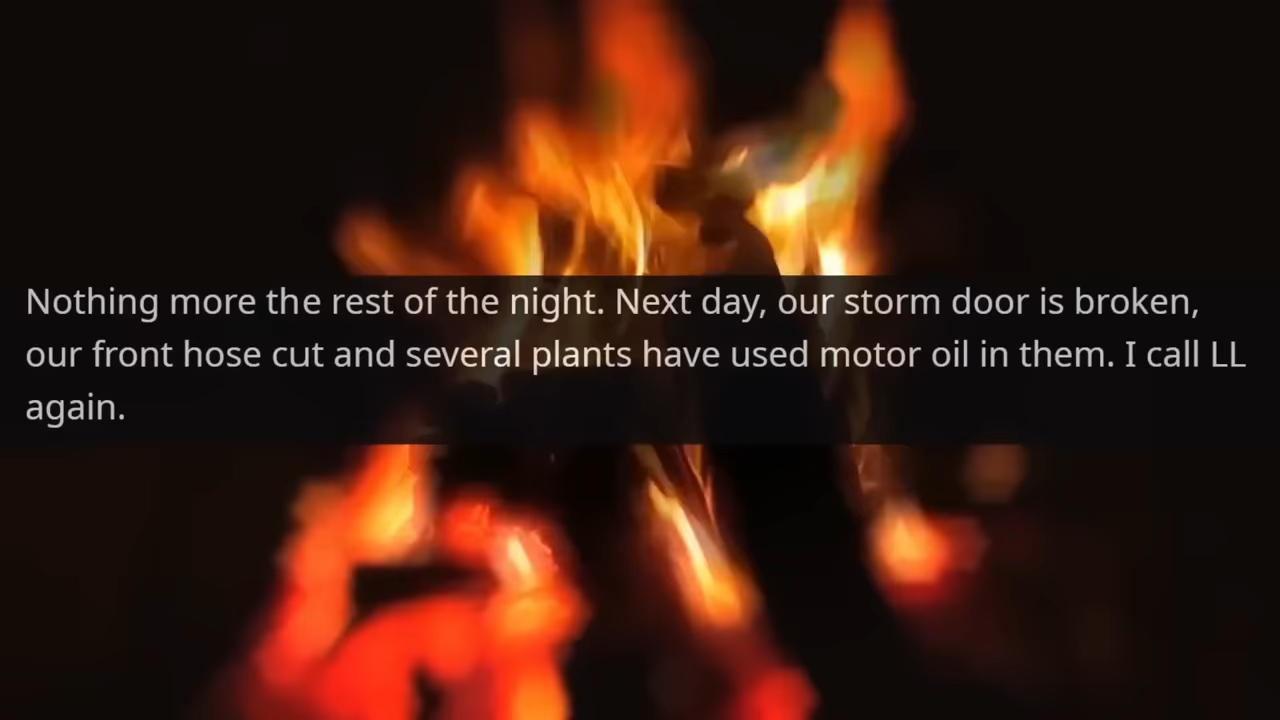 Nothing more the rest of the night. Next day, our storm door is broken,
our front hose cut and several plants have used motor oil in them. I call LL
again.